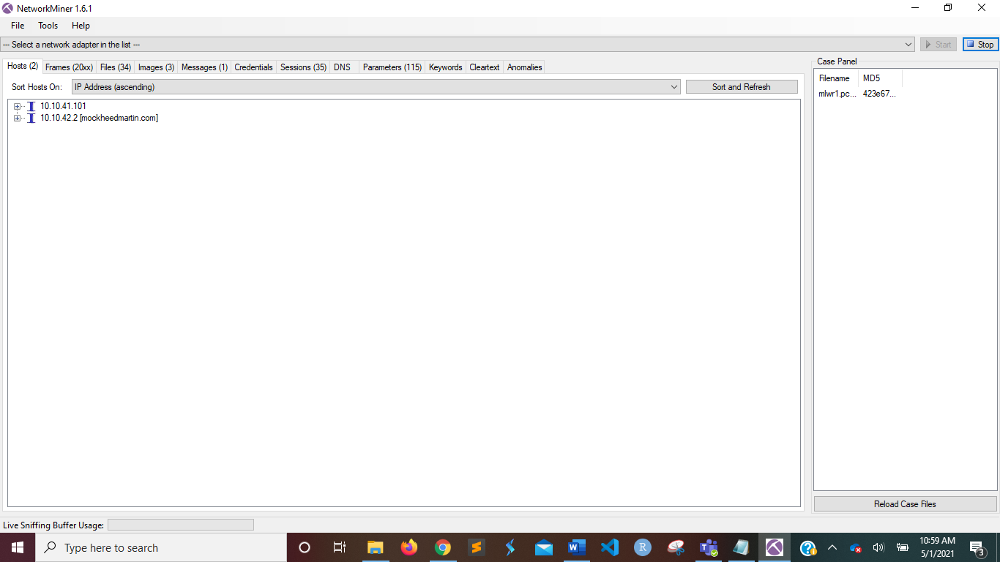 NetworkMiner 1.6.1
File Tools Help
--- Select a network adapter in the list ---
Start
Stop
Hosts (2) Frames (20xx) Files (34) Images (3) Messages (1) Credentials Sessions (35) DNS Parameters (115) Keywords Cleartext Anomalies
Sort Hosts On: IP Address (ascending) Sort and Refresh
10.10.41.101
10.10.42.2 [mockheedmartin.com]
Case Panel
Filename MD5
mlwr1.pc... 423e67...
Reload Case Files
Live Sniffing Buffer Usage:
Type here to search
W
R
10:59 AM
5/1/2021
3